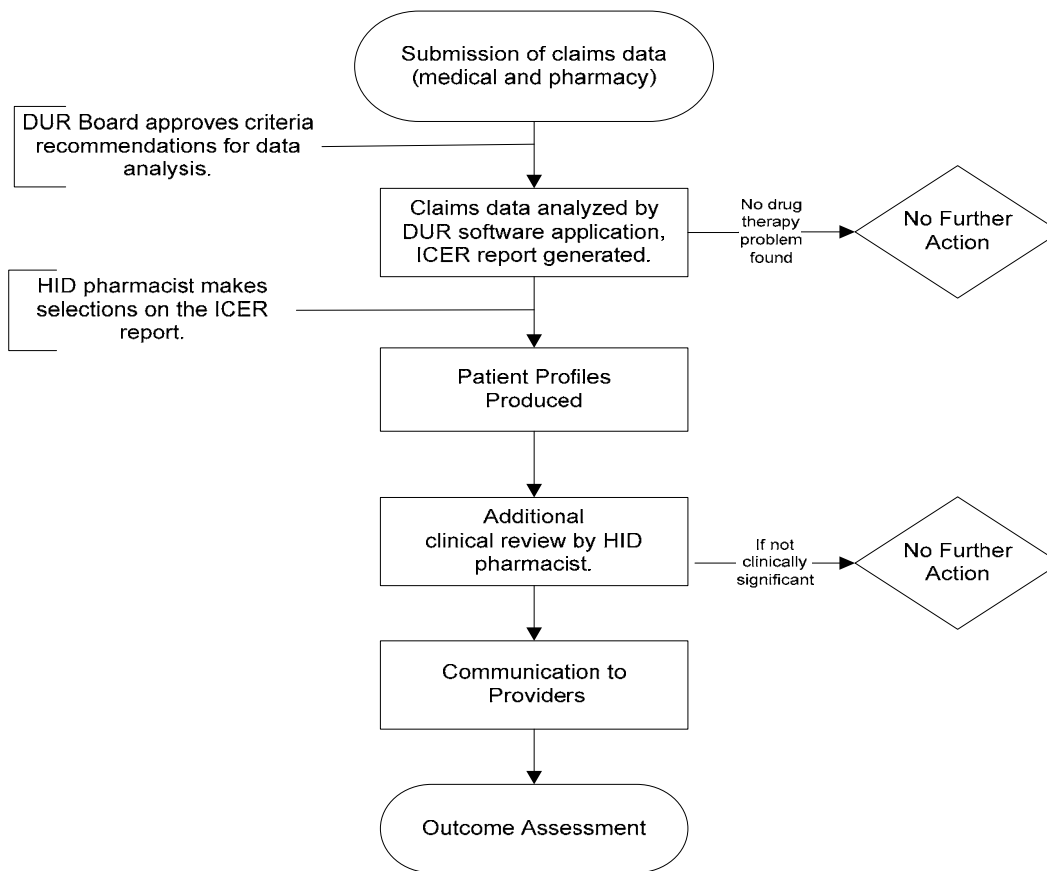 Submission of claims data
(medical and pharmacy)
DUR Board approves criteria
recommendations for data
analysis.
Claims data analyzed by
DUR software application,
ICER report generated.
No drug
therapy
problem
found
No Further
Action
HID pharmacist makes
selections on the ICER
report.
Patient Profiles
Produced
Additional
clinical review by HID
pharmacist.
If not
clinically
significant
No Further
Action
Communication to
Providers
Outcome Assessment